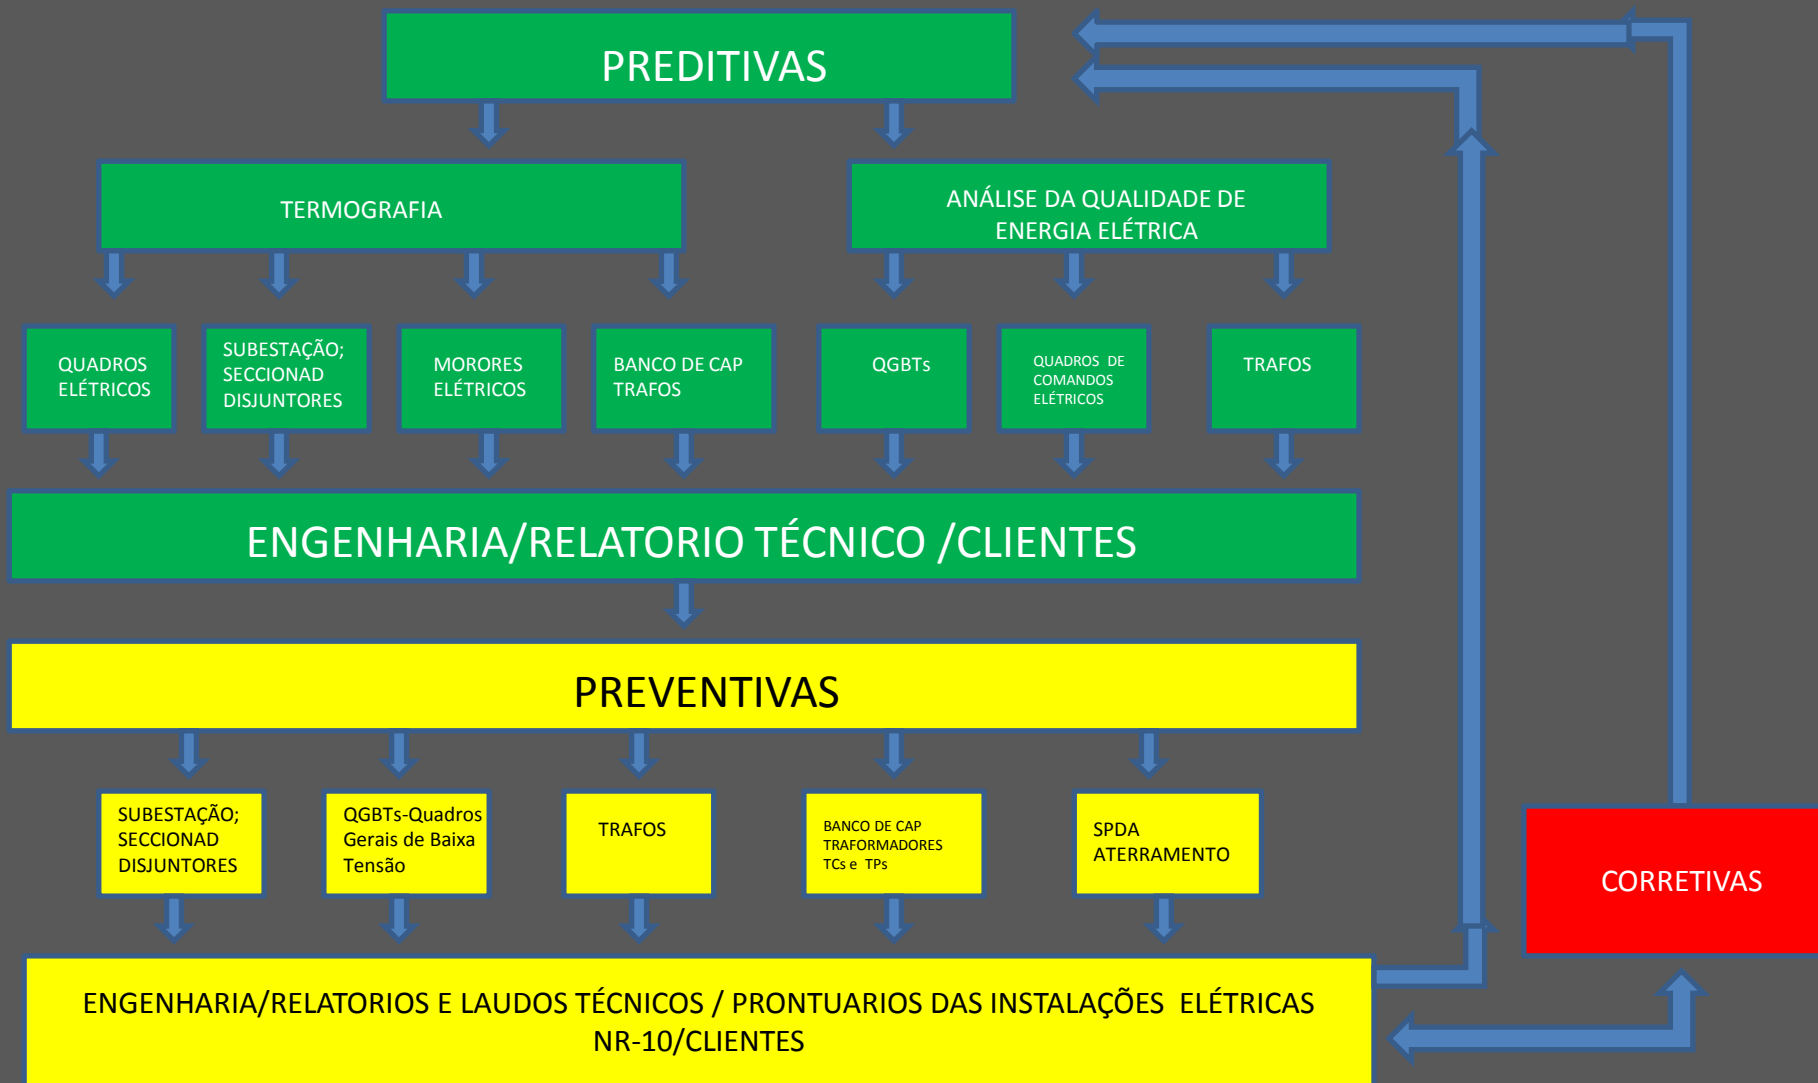 PREDITIVAS
TERMOGRAFIA
ANÁLISE DA QUALIDADE DE
ENERGIA ELÉTRICA
QUADROS
ELÉTRICOS
SUBESTAÇÃO;
SECCIONAD
DISJUNTORES
MORORES
ELÉTRICOS
BANCO DE CAP
TRAFOS
QGBTs
QUADROS DE
COMANDOS
ELÉTRICOS
TRAFOS
ENGENHARIA/RELATORIO TÉCNICO /CLIENTES
PREVENTIVAS
SUBESTAÇÃO;
SECCIONAD
DISJUNTORES
QGBTs-Quadros
Gerais de Baixa
Tensão
TRAFOS
BANCO DE CAP
TRAFORMADORES
TCs e TPs
SPDA
ATERRAMENTO
CORRETIVAS
ENGENHARIA/RELATORIOS E LAUDOS TÉCNICOS / PRONTUARIOS DAS INSTALAÇÕES ELÉTRICAS
NR-10/CLIENTES